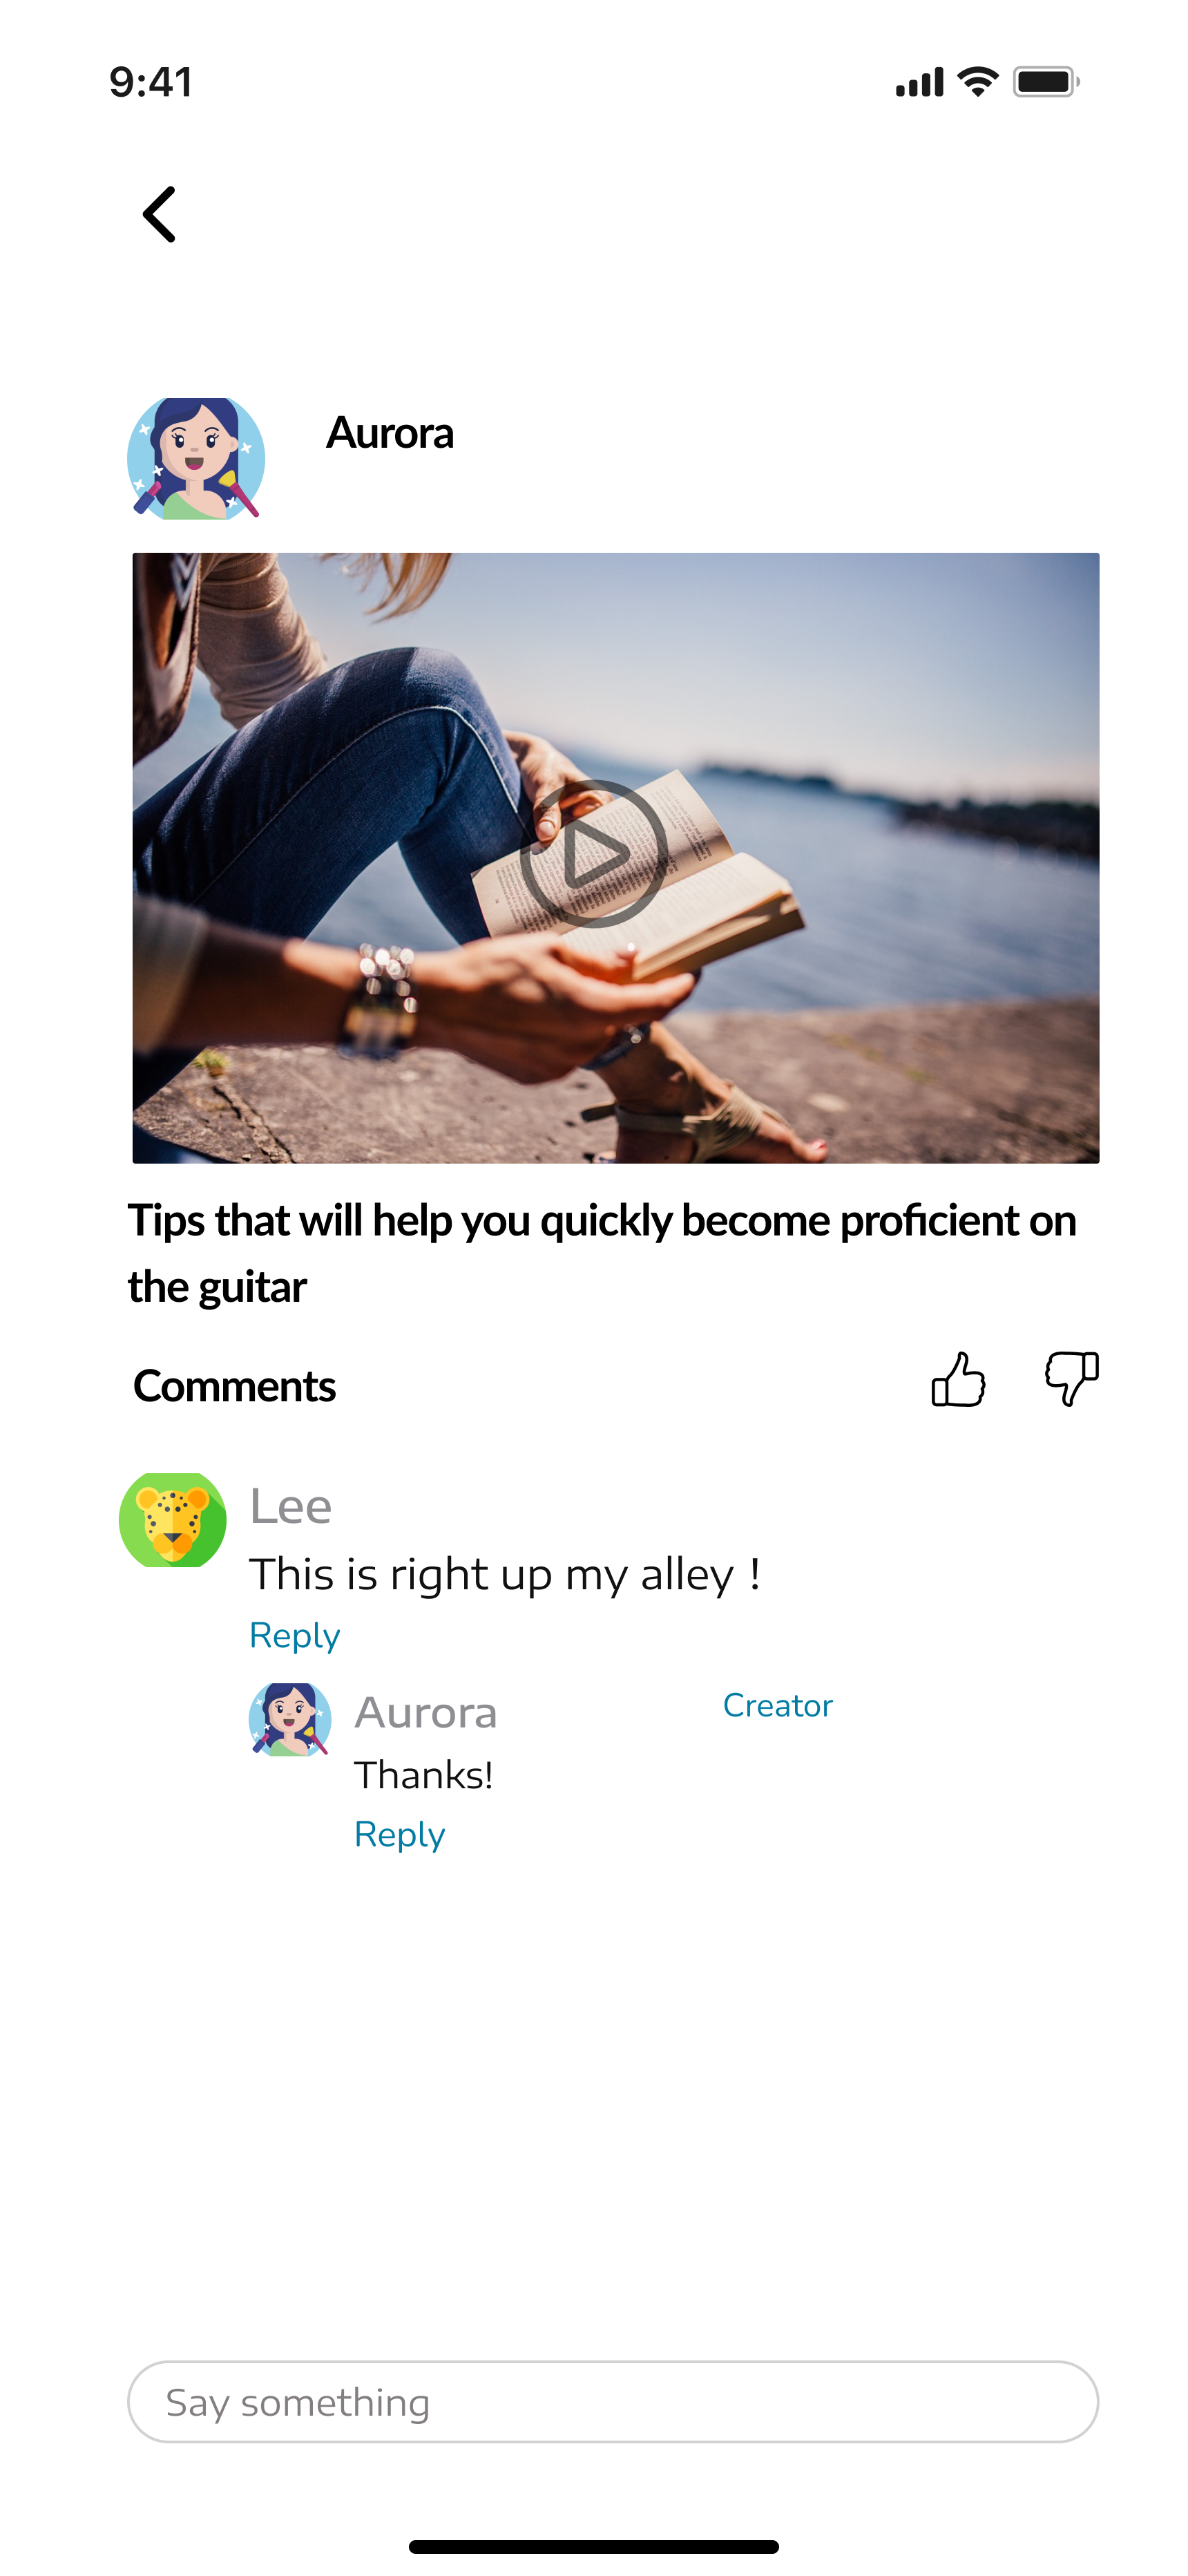 9:41
Aurora
Tips that will help you quickly become proficient on
the guitar
Comments
Lee
This is right up my alley !
Reply
Aurora
Creator
Thanks!
Reply
Say something